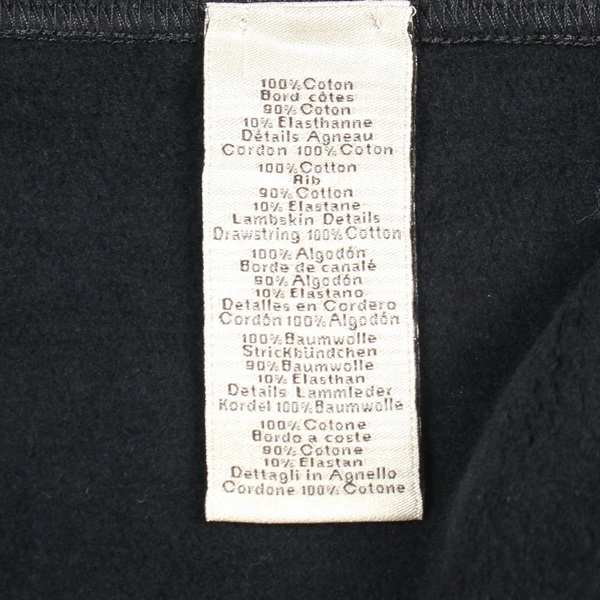 100% Coton
Bord côtes
90% Coton
10% Elasthanne
Détails Agneau
Cordon 100% Coton
100% Cotton
Rib
90% Cotton
10% Elastane
Lambskin Details
Drawstring 100% Cotton
100% Algodón
Borde de canalé
90% Algodón
10% Elastano
Detalles en Cordero
Cordón 100% Algodón
100% Baumwolle
Strickbündchen
90% Baumwolle
10% Elasthan
Details Lammleder
Kordel 100% Baumwolle
100% Cotone
Bordo a coste
90% Cotone
10% Elastan
Dettagli in Agnello
Cordone 100% Cotone